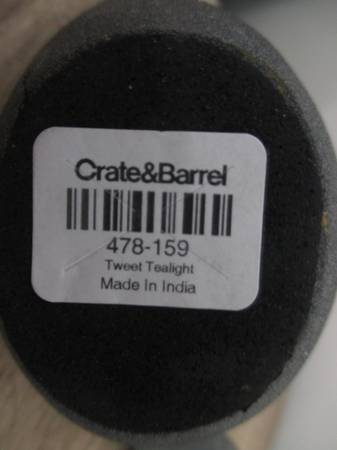 Crate&Barrel
478-159
Tweet Tealight
Made In India